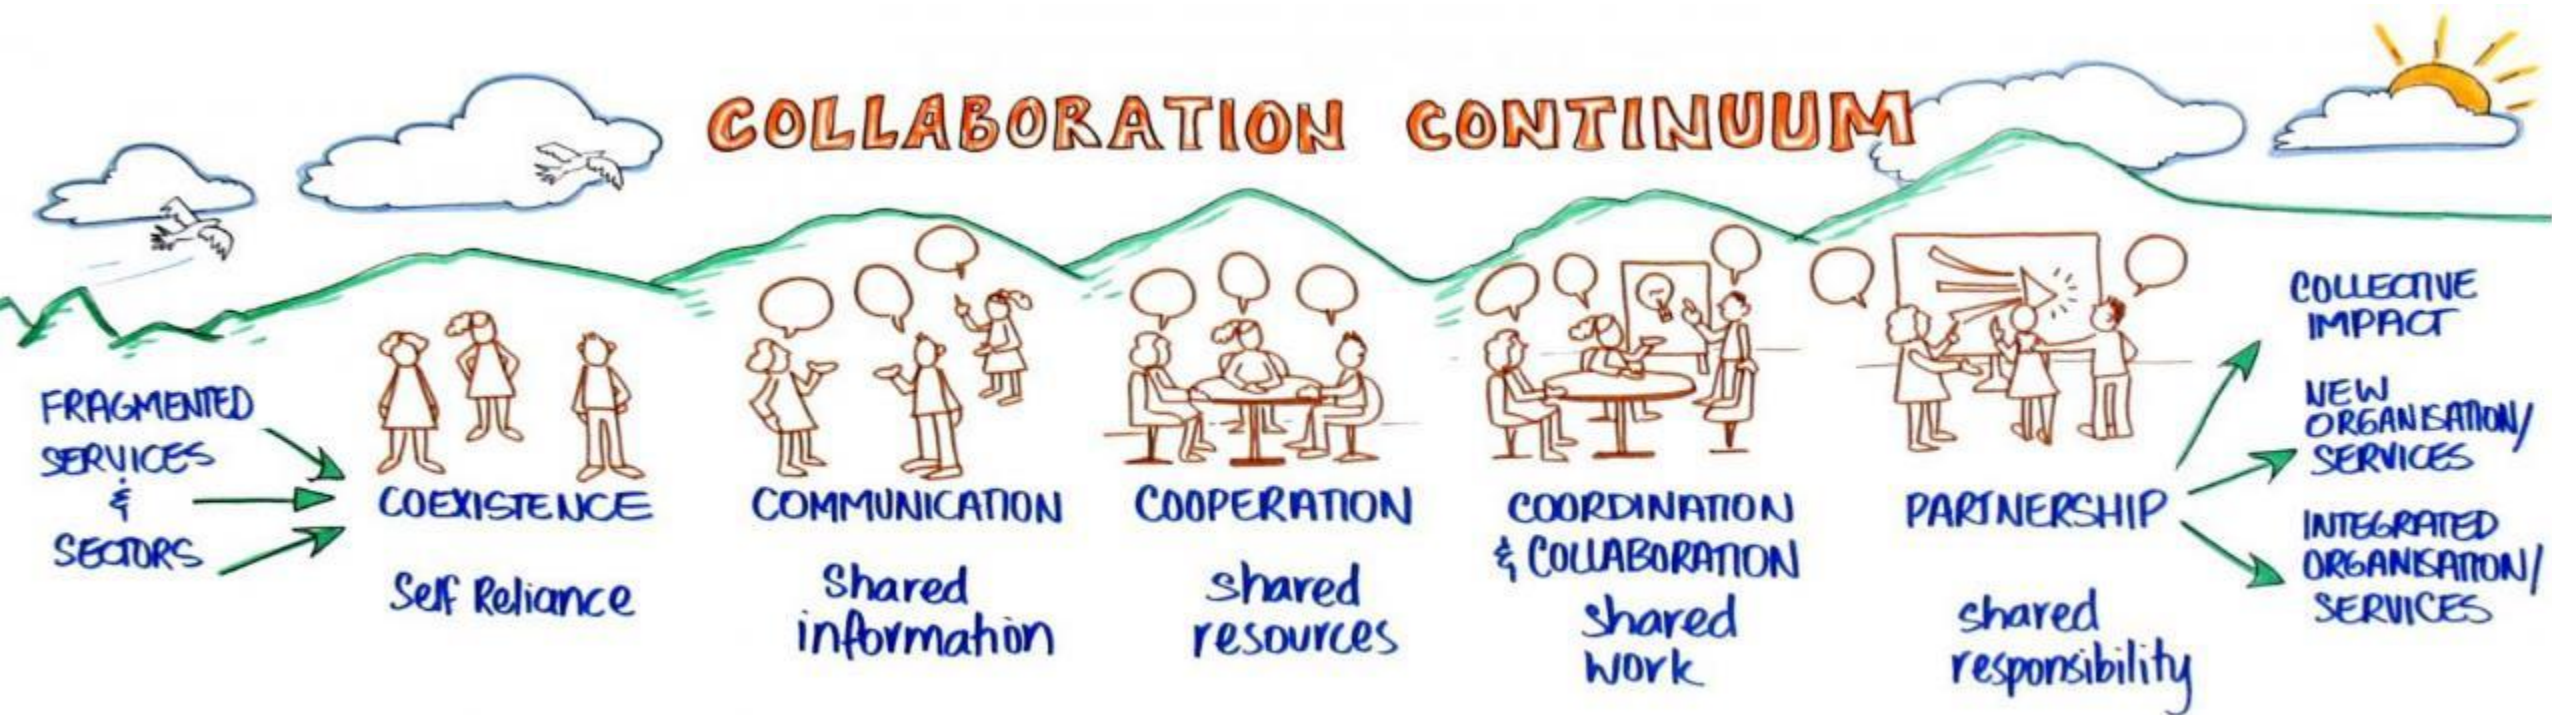 COLLABORATION CONTINUUM
FRAGMENTED
SERVICES
&
SECTORS
COEXISTENCE
Self Reliance
COMMUNICATION
Shared
information
COOPERATION
shared
resources
COORDINATION
& COLLABORATION
shared
work
PARTNERSHIP
shared
responsibility
COLLECTIVE
IMPACT
NEW
ORGANISATION/
SERVICES
INTEGRATED
ORGANISATION/
SERVICES